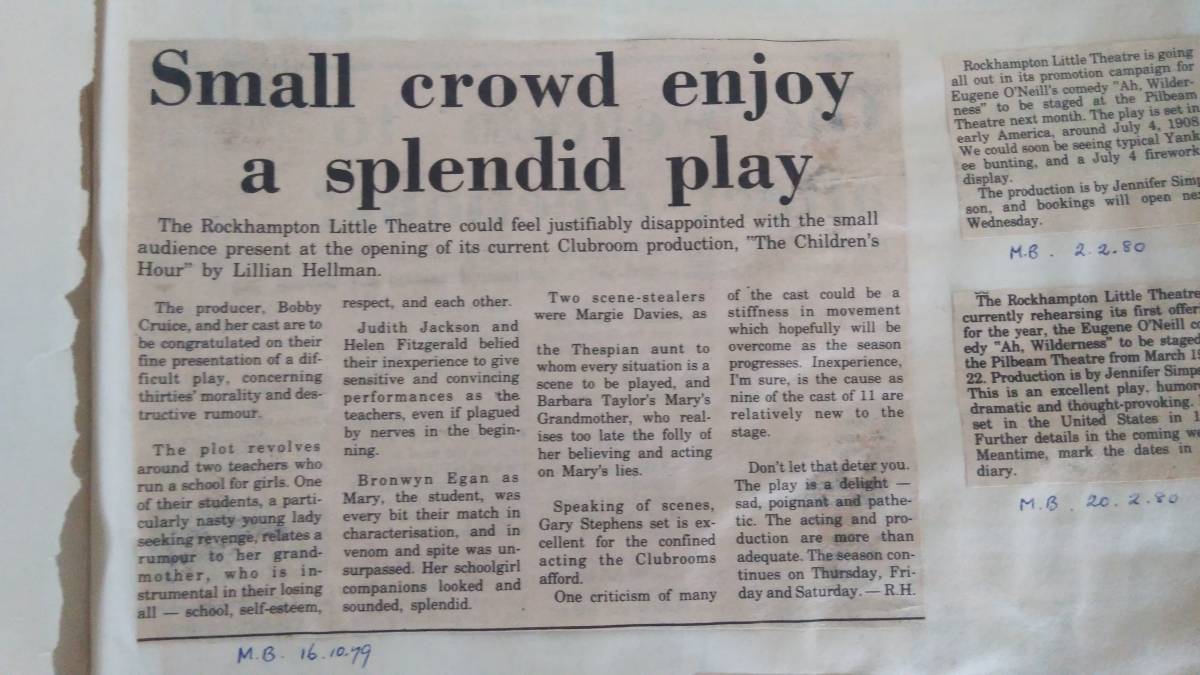 Small crowd enjoy
a splendid play
The Rockhampton Little Theatre could feel justifiably disappointed with the small
audience present at the opening of its current Clubroom production, "The Children's
Hour" by Lillian Hellman.
The producer, Bobby
Cruice, and her cast are to
be congratulated on their
fine presentation of a dif-
ficult play, concerning
thirties' morality and des-
tructive rumour.
The plot revolves
around two teachers who
run a school for girls. One
of their students, a parti-
cularly nasty young lady
seeking revenge, relates a
rumour to her grand-
mother, who is in-
strumental in their losing
all — school, self-esteem,
respect, and each other.
Judith Jackson and
Helen Fitzgerald belied
their inexperience to give
sensitive and convincing
performances as the
teachers, even if plagued
by nerves in the begin-
ning.
Bronwyn Egan as
Mary, the student, was
every bit their match in
characterisation, and in
venom and spite was un-
surpassed. Her schoolgirl
companions looked and
sounded, splendid.
Two scene-stealers
were Margie Davies, as
the Thespian aunt to
whom every situation is a
scene to be played, and
Barbara Taylor's Mary's
Grandmother, who real-
ises too late the folly of
her believing and acting
on Mary's lies.
Speaking of scenes,
Gary Stephens set is ex-
cellent for the confined
acting the Clubrooms
afford.
One criticism of many
of the cast could be a
stiffness in movement
which hopefully will be
overcome as the season
progresses. Inexperience,
I'm sure, is the cause as
nine of the cast of 11 are
relatively new to the
stage.
Don't let that deter you.
The play is a delight —
sad, poignant and pathe-
tic. The acting and pro-
duction are more than
adequate. The season con-
tinues on Thursday, Fri-
day and Saturday. — R.H.
M.B. 16.10.79
Rockhampton Little Theatre is going
all out in its promotion campaign for
Eugene O'Neill's comedy "Ah, Wilder-
ness" to be staged at the Pilbeam
Theatre next month. The play is set in
early America, around July 4, 1908.
We could soon be seeing typical Yank-
ee bunting, and a July 4 firework
display.
The production is by Jennifer Simp-
son, and bookings will open
Wednesday.
M.B. 2.2.80
The Rockhampton Little Theatre
currently rehearsing its first
for the year, the Eugene O'Neill
edy "Ah, Wilderness" to be staged
the Pilbeam Theatre from March
22. Production is by Jennifer
This is an excellent play,
dramatic and thought-provoking.
set in the United States in
Further details in the coming
Meantime, mark the dates in
diary.
M.B. 20.2.80